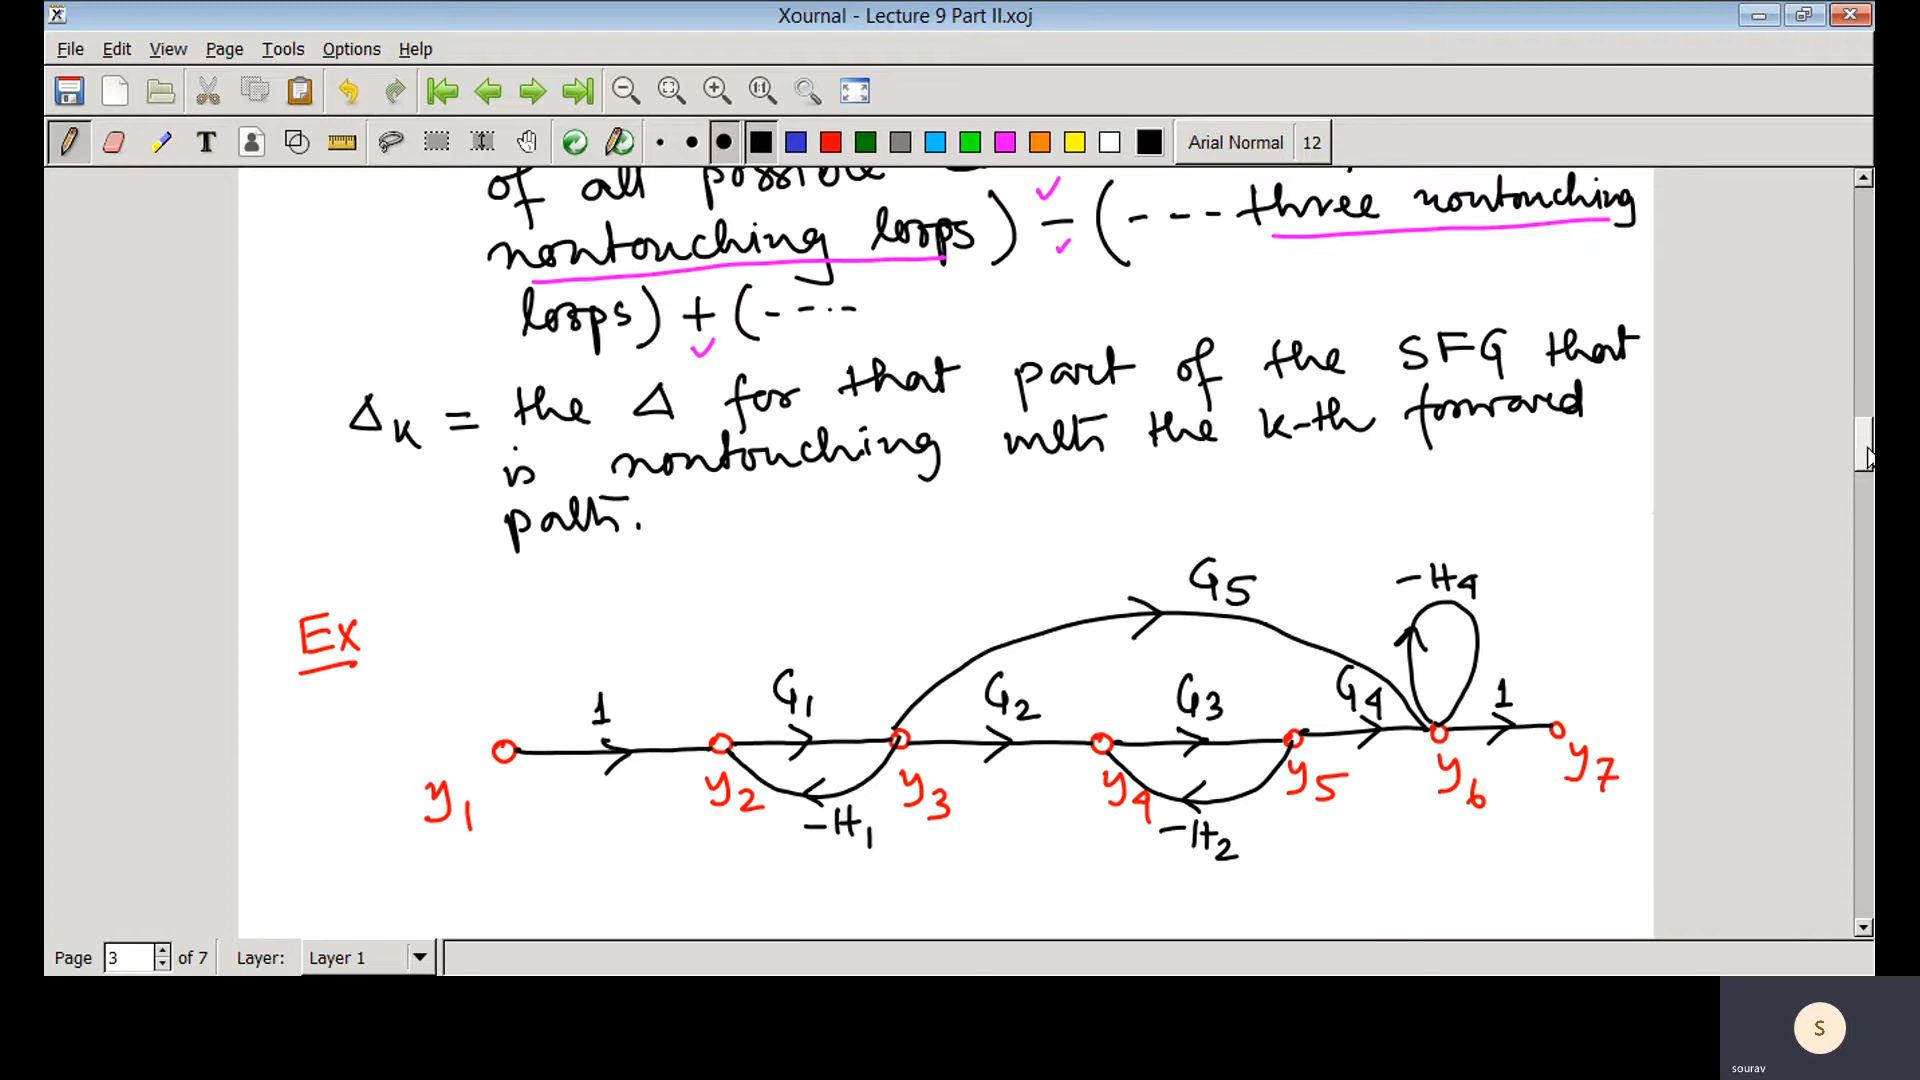 Xournal - Lecture 9 Part II.xoj
File Edit View Page Tools Options Help
Arial Normal 12
of all possible
nontouching loops) - (---- three nontouching
loops) + (-----
Δk = the Δ for that part of the SFG that
is nontouching with the k-th forward
path.
Ex
G5
-H4
1 G1 G2 G3 G4 1
y1 y2 y3 y4 y5 y6 y7
-H1 -H2
Page 3 of 7 Layer: Layer 1
S
sourav